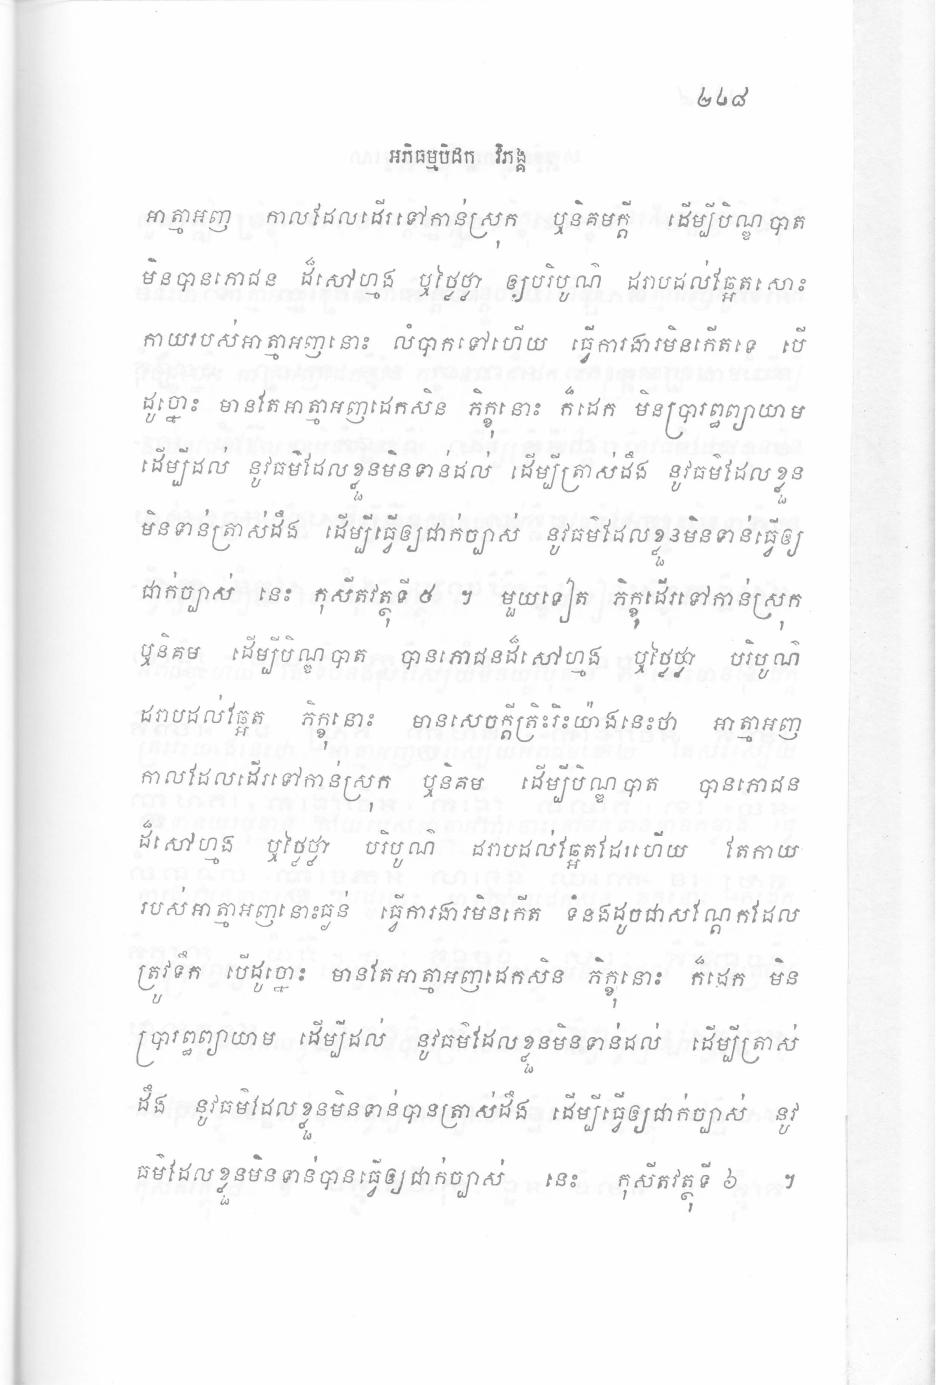 ២៤៨
អភិធម្មបិដក វិភង្គ
អាត្មាអញ កាលដែលដើរទៅកាន់ស្រុក ឬនិគមក្តី ដើម្បីបិណ្ឌបាត
មិនបានភោជន ដ៏សៅហ្មង ឬថ្លៃថ្លា ឲ្យបរិបូណ៌ ដរាបដល់ឆ្អែតសោះ
កាយរបស់អាត្មាអញនោះ លំបាកទៅហើយ ធ្វើការងារមិនកើតទេ បើ
ដូច្នោះ មានតែអាត្មាអញដេកសិន ភិក្ខុនោះ ក៏ដេក មិនប្រារព្ធព្យាយាម
ដើម្បីដល់ នូវធម៌ដែលខ្លួនមិនទាន់ដល់ ដើម្បីត្រាស់ដឹង នូវធម៌ដែលខ្លួន
មិនទាន់ត្រាស់ដឹង ដើម្បីធ្វើឲ្យជាក់ច្បាស់ នូវធម៌ដែលខ្លួនមិនទាន់ធ្វើឲ្យ
ជាក់ច្បាស់ នេះ កុសីតវត្ថុទី ៥ ។ មួយទៀត ភិក្ខុដើរទៅកាន់ស្រុក
ឬនិគម ដើម្បីបិណ្ឌបាត បានភោជនដ៏សៅហ្មង ឬថ្លៃថ្លា បរិបូណ៌
ដរាបដល់ឆ្អែត ភិក្ខុនោះ មានសេចក្តីត្រិះរិះយ៉ាងនេះថា អាត្មាអញ
កាលដែលដើរទៅកាន់ស្រុក ឬនិគម ដើម្បីបិណ្ឌបាត បានភោជន
ដ៏សៅហ្មង ឬថ្លៃថ្លា បរិបូណ៌ ដរាបដល់ឆ្អែតដែរហើយ តែកាយ
របស់អាត្មាអញនោះធ្ងន់ ធ្វើការងារមិនកើត ទំនងដូចជាសណ្តែកដែល
ត្រូវទឹក បើដូច្នោះ មានតែអាត្មាអញដេកសិន ភិក្ខុនោះ ក៏ដេក មិន
ប្រារព្ធព្យាយាម ដើម្បីដល់ នូវធម៌ដែលខ្លួនមិនទាន់ដល់ ដើម្បីត្រាស់
ដឹង នូវធម៌ដែលខ្លួនមិនទាន់បានត្រាស់ដឹង ដើម្បីធ្វើឲ្យជាក់ច្បាស់ នូវ
ធម៌ដែលខ្លួនមិនទាន់បានធ្វើឲ្យជាក់ច្បាស់ នេះ កុសីតវត្ថុទី ៦ ។